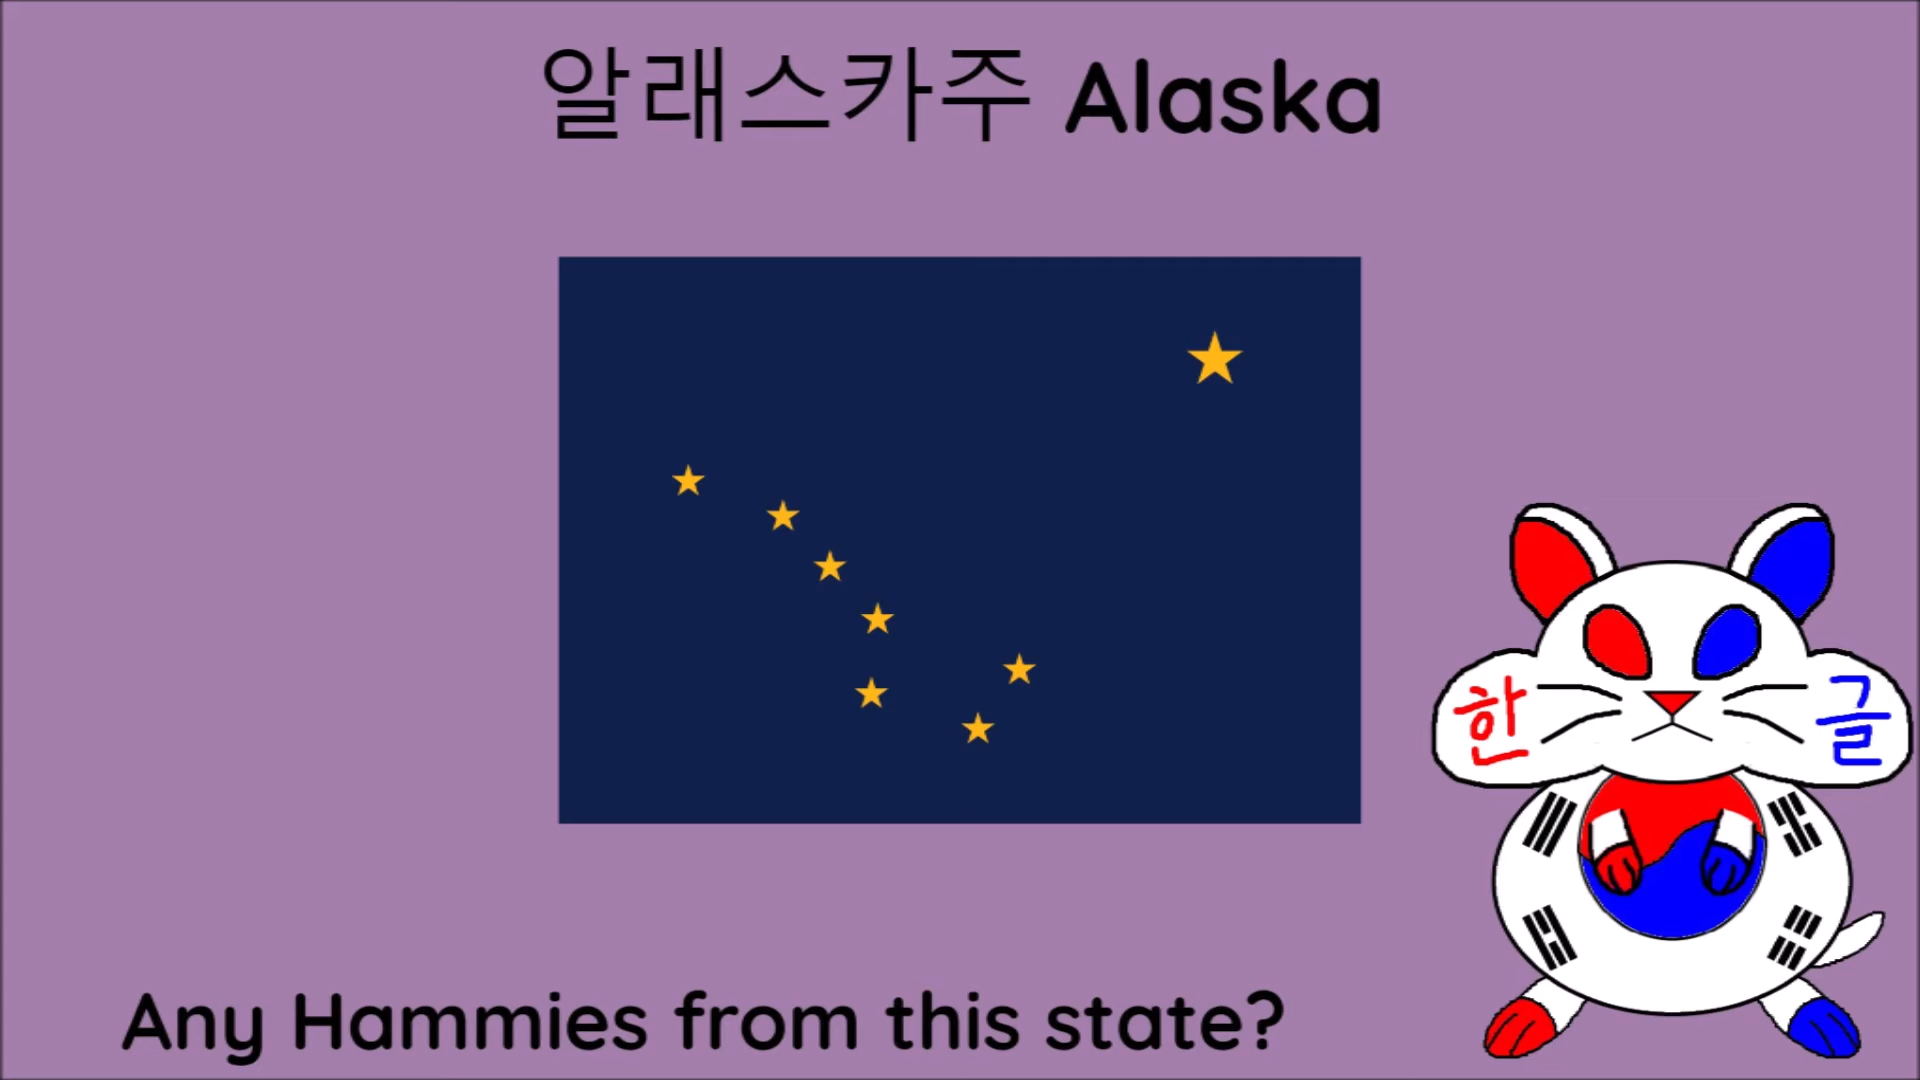 알래스카주 Alaska
한 글
Any Hammies from this state?